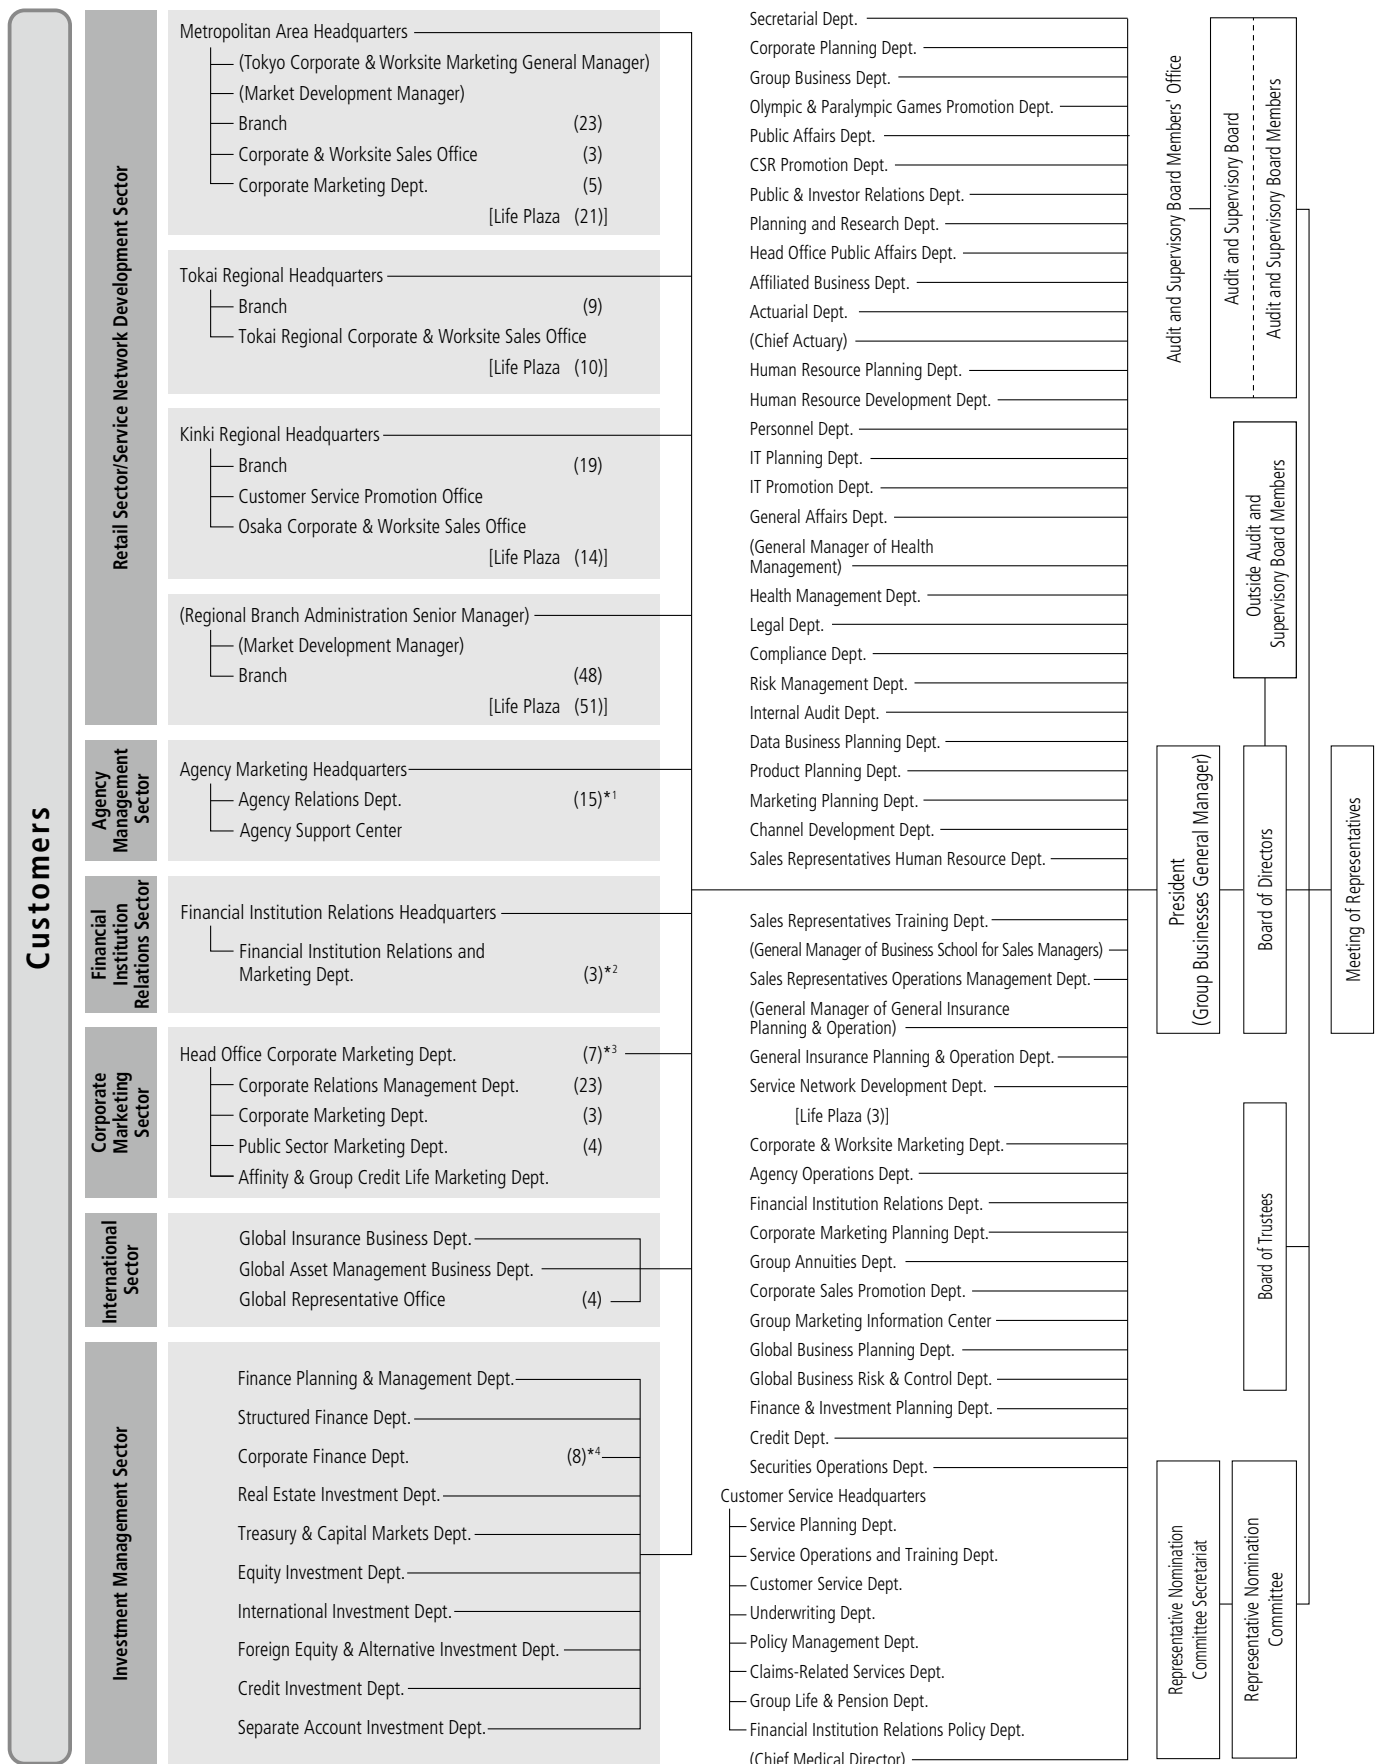 Customers
Retail Sector/Service Network Development Sector
Metropolitan Area Headquarters
(Tokyo Corporate & Worksite Marketing General Manager)
(Market Development Manager)
Branch (23)
Corporate & Worksite Sales Office (3)
Corporate Marketing Dept. (5)
[Life Plaza (21)]
Tokai Regional Headquarters
Branch (9)
Tokai Regional Corporate & Worksite Sales Office
[Life Plaza (10)]
Kinki Regional Headquarters
Branch (19)
Customer Service Promotion Office
Osaka Corporate & Worksite Sales Office
[Life Plaza (14)]
(Regional Branch Administration Senior Manager)
(Market Development Manager)
Branch (48)
[Life Plaza (51)]
Agency
Management
Sector
Agency Marketing Headquarters
Agency Relations Dept. (15)*1
Agency Support Center
Financial
Institution
Relations Sector
Financial Institution Relations Headquarters
Financial Institution Relations and
Marketing Dept. (3)*2
Corporate
Marketing
Sector
Head Office Corporate Marketing Dept. (7)*3
Corporate Relations Management Dept. (23)
Corporate Marketing Dept. (3)
Public Sector Marketing Dept. (4)
Affinity & Group Credit Life Marketing Dept.
International
Sector
Global Insurance Business Dept.
Global Asset Management Business Dept.
Global Representative Office (4)
Investment Management Sector
Finance Planning & Management Dept.
Structured Finance Dept.
Corporate Finance Dept. (8)*4
Real Estate Investment Dept.
Treasury & Capital Markets Dept.
Equity Investment Dept.
International Investment Dept.
Foreign Equity & Alternative Investment Dept.
Credit Investment Dept.
Separate Account Investment Dept.
Secretarial Dept.
Corporate Planning Dept.
Group Business Dept.
Olympic & Paralympic Games Promotion Dept.
Public Affairs Dept.
CSR Promotion Dept.
Public & Investor Relations Dept.
Planning and Research Dept.
Head Office Public Affairs Dept.
Affiliated Business Dept.
Actuarial Dept.
(Chief Actuary)
Human Resource Planning Dept.
Human Resource Development Dept.
Personnel Dept.
IT Planning Dept.
IT Promotion Dept.
General Affairs Dept.
(General Manager of Health
Management)
Health Management Dept.
Legal Dept.
Compliance Dept.
Risk Management Dept.
Internal Audit Dept.
Data Business Planning Dept.
Product Planning Dept.
Marketing Planning Dept.
Channel Development Dept.
Sales Representatives Human Resource Dept.
Sales Representatives Training Dept.
(General Manager of Business School for Sales Managers)
Sales Representatives Operations Management Dept.
(General Manager of General Insurance
Planning & Operation)
General Insurance Planning & Operation Dept.
Service Network Development Dept.
[Life Plaza (3)]
Corporate & Worksite Marketing Dept.
Agency Operations Dept.
Financial Institution Relations Dept.
Corporate Marketing Planning Dept.
Group Annuities Dept.
Corporate Sales Promotion Dept.
Group Marketing Information Center
Global Business Planning Dept.
Global Business Risk & Control Dept.
Finance & Investment Planning Dept.
Credit Dept.
Securities Operations Dept.
Customer Service Headquarters
Service Planning Dept.
Service Operations and Training Dept.
Customer Service Dept.
Underwriting Dept.
Policy Management Dept.
Claims-Related Services Dept.
Group Life & Pension Dept.
Financial Institution Relations Policy Dept.
(Chief Medical Director)
Audit and Supervisory Board Members' Office
Audit and Supervisory Board
Audit and Supervisory Board Members
Outside Audit and
Supervisory Board Members
President
(Group Businesses General Manager)
Board of Directors
Meeting of Representatives
Board of Trustees
Representative Nomination
Committee Secretariat
Representative Nomination
Committee